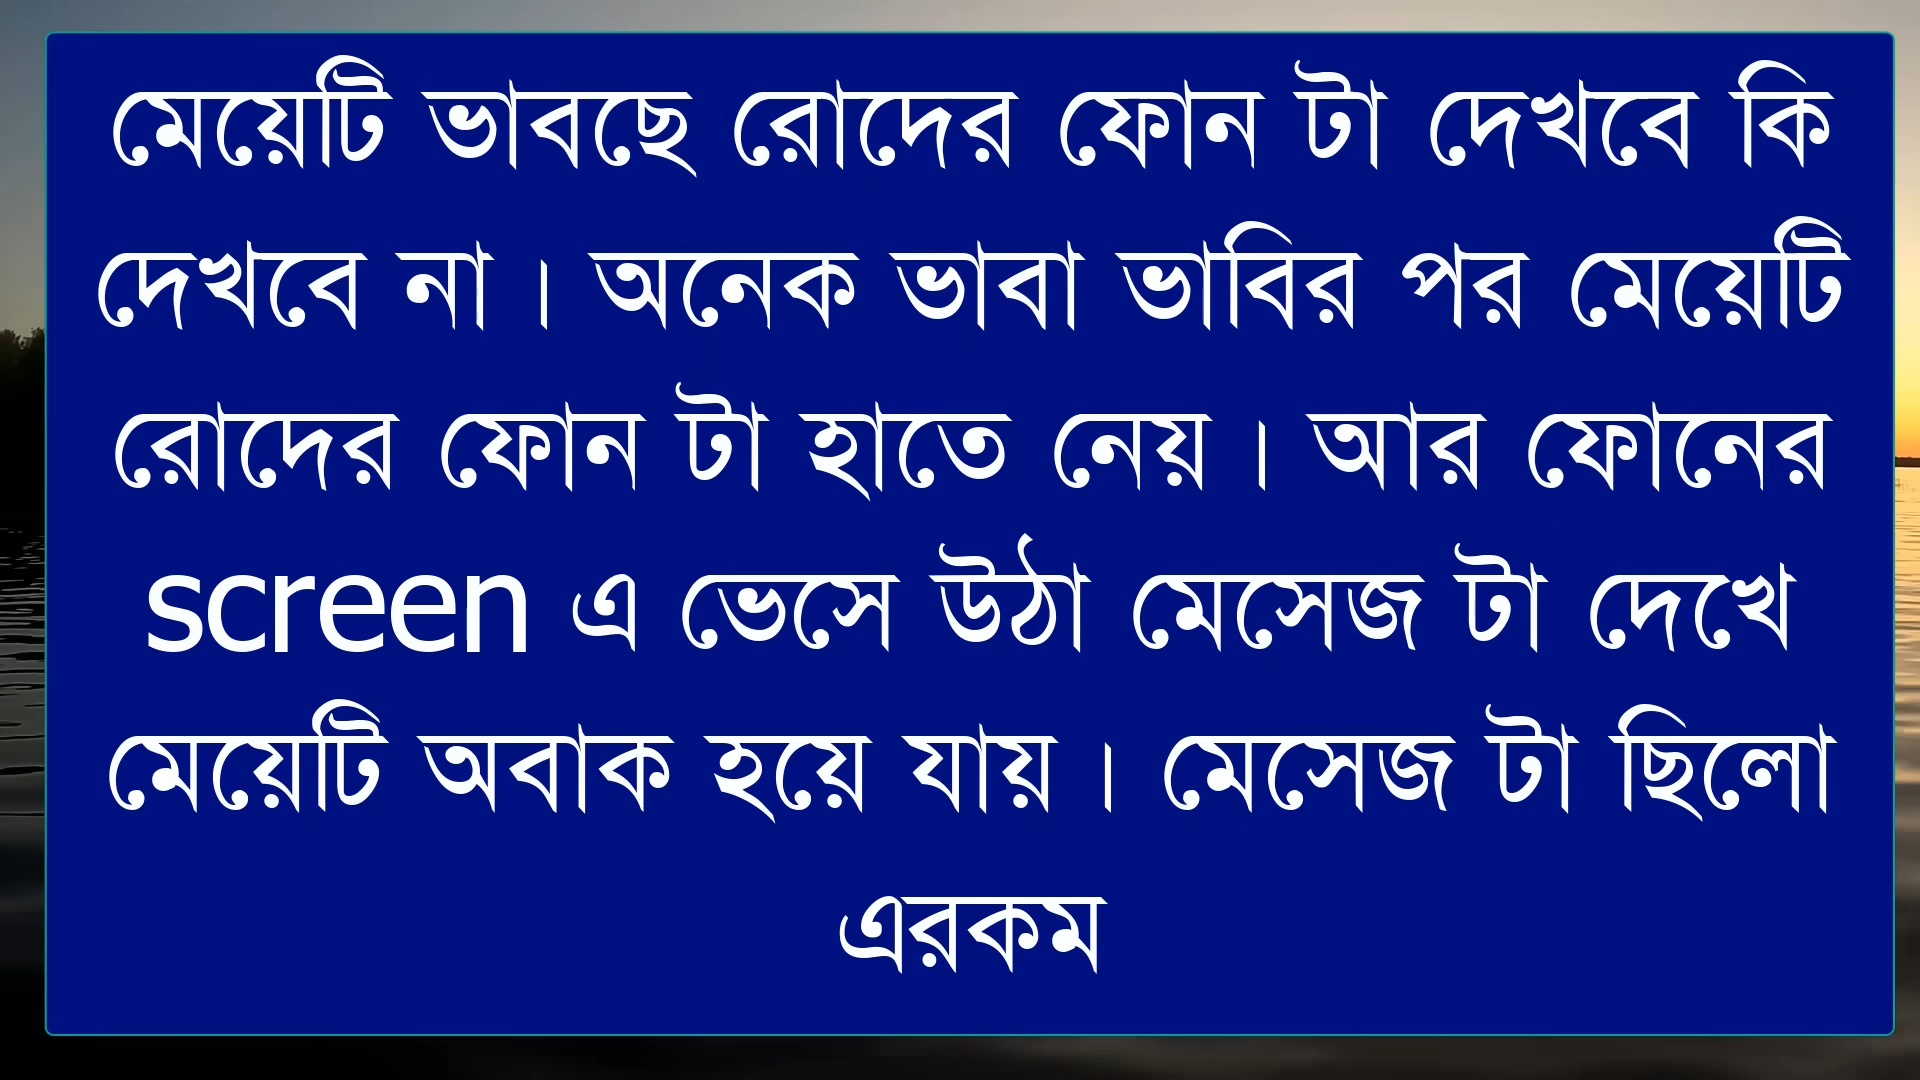 মেয়েটি ভাবছে রোদের ফোন টা দেখবে কি
দেখবে না । অনেক ভাবা ভাবির পর মেয়েটি
রোদের ফোন টা হাতে নেয় । আর ফোনের
screen এ ভেসে উঠা মেসেজ টা দেখে
মেয়েটি অবাক হয়ে যায় । মেসেজ টা ছিলো
এরকম